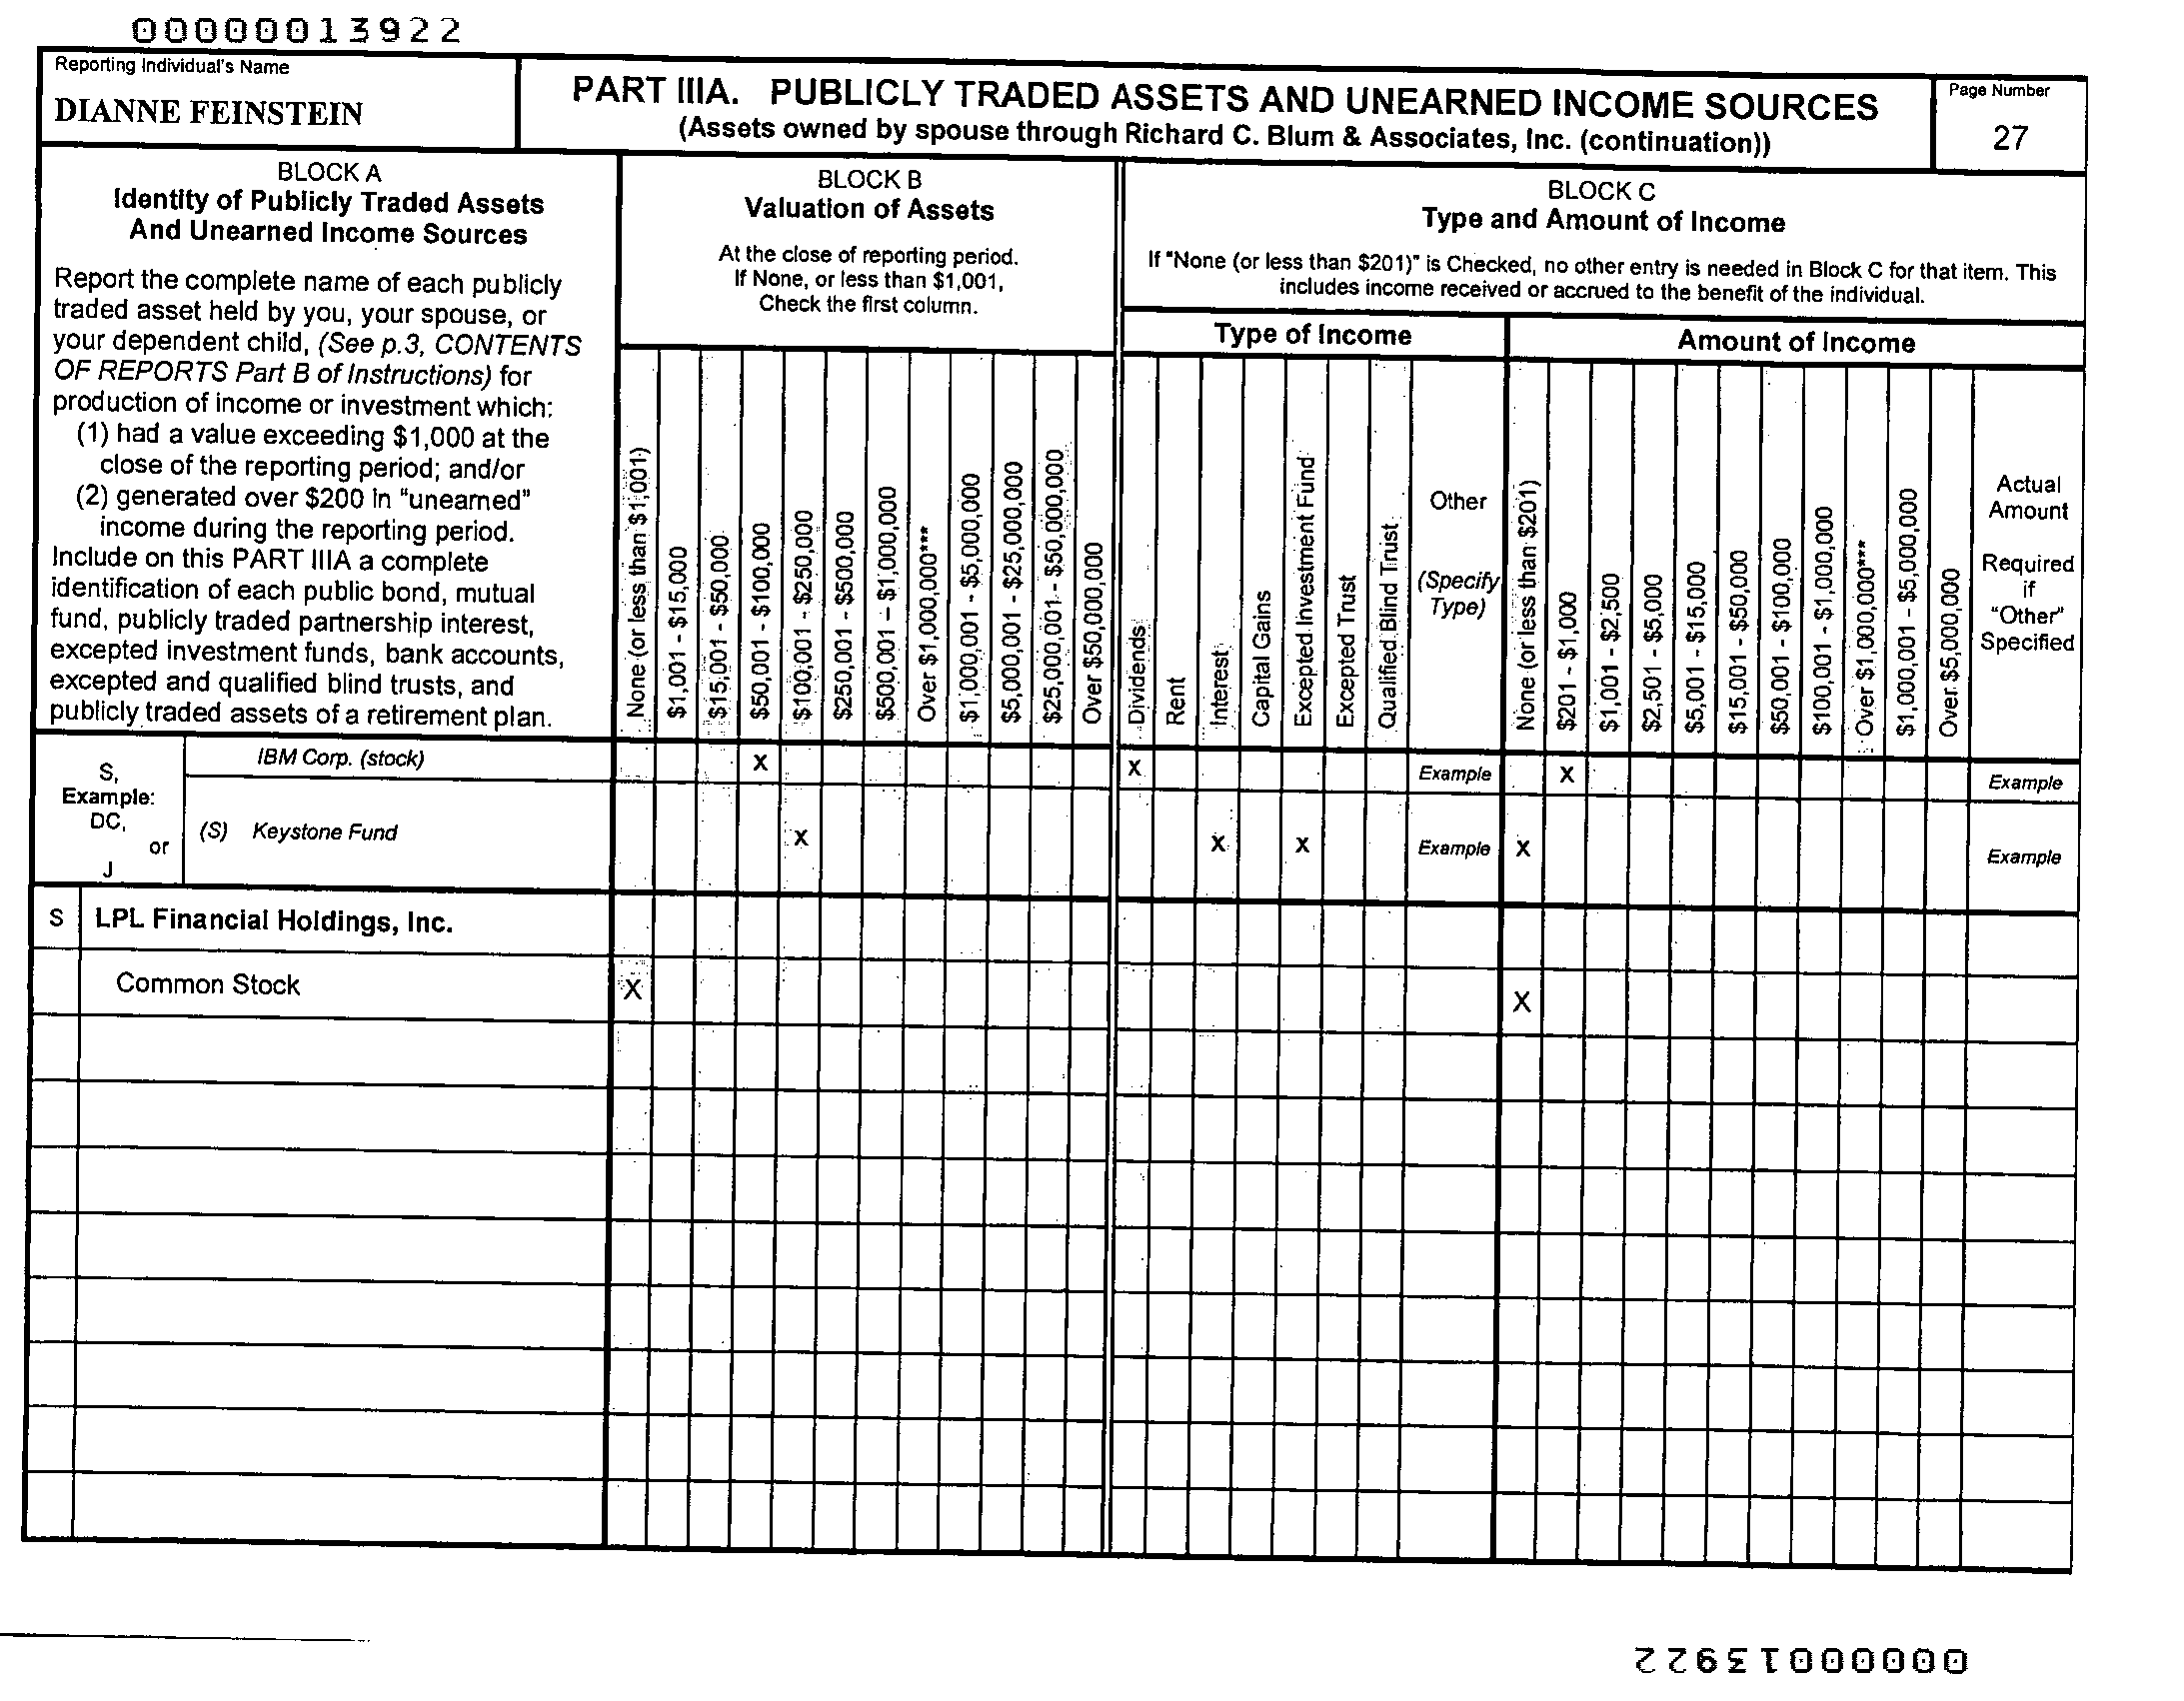 00000013922
Reporting Individual's Name
DIANNE FEINSTEIN
PART IIIA. PUBLICLY TRADED ASSETS AND UNEARNED INCOME SOURCES
(Assets owned by spouse through Richard C. Blum & Associates, Inc. (continuation))
Page Number
27
BLOCK A
Identity of Publicly Traded Assets
And Unearned Income Sources
Report the complete name of each publicly
traded asset held by you, your spouse, or
your dependent child, (See p.3, CONTENTS
OF REPORTS Part B of Instructions) for
production of income or investment which:
(1) had a value exceeding $1,000 at the
close of the reporting period; and/or
(2) generated over $200 in "unearned"
income during the reporting period.
Include on this PART IIIA a complete
identification of each public bond, mutual
fund, publicly traded partnership interest,
excepted investment funds, bank accounts,
excepted and qualified blind trusts, and
publicly traded assets of a retirement plan.
BLOCK B
Valuation of Assets
At the close of reporting period.
If None, or less than $1,001,
Check the first column.
None (or less than $1,001)
$1,001 - $15,000
$15,001 - $50,000
$50,001 - $100,000
$100,001 - $250,000
$250,001 - $500,000
$500,001 - $1,000,000
Over $1,000,000***
$1,000,001 - $5,000,000
$5,000,001 - $25,000,000
$25,000,001 - $50,000,000
Over $50,000,000
BLOCK C
Type and Amount of Income
If "None (or less than $201)" is Checked, no other entry is needed in Block C for that item. This
includes income received or accrued to the benefit of the individual.
Type of Income
Dividends
Rent
Interest
Capital Gains
Excepted Investment Fund
Excepted Trust
Qualified Blind Trust
Other
(Specify
Type)
Amount of Income
None (or less than $201)
$201 - $1,000
$1,001 - $2,500
$2,501 - $5,000
$5,001 - $15,000
$15,001 - $50,000
$50,001 - $100,000
$100,001 - $1,000,000
Over $1,000,000***
$1,000,001 - $5,000,000
Over $5,000,000
Actual
Amount
Required
if
"Other"
Specified
S,
Example:
DC,
or
J
IBM Corp. (stock) X X Example X Example
(S) Keystone Fund X X X Example X Example
S LPL Financial Holdings, Inc.
Common Stock X X
00000013922